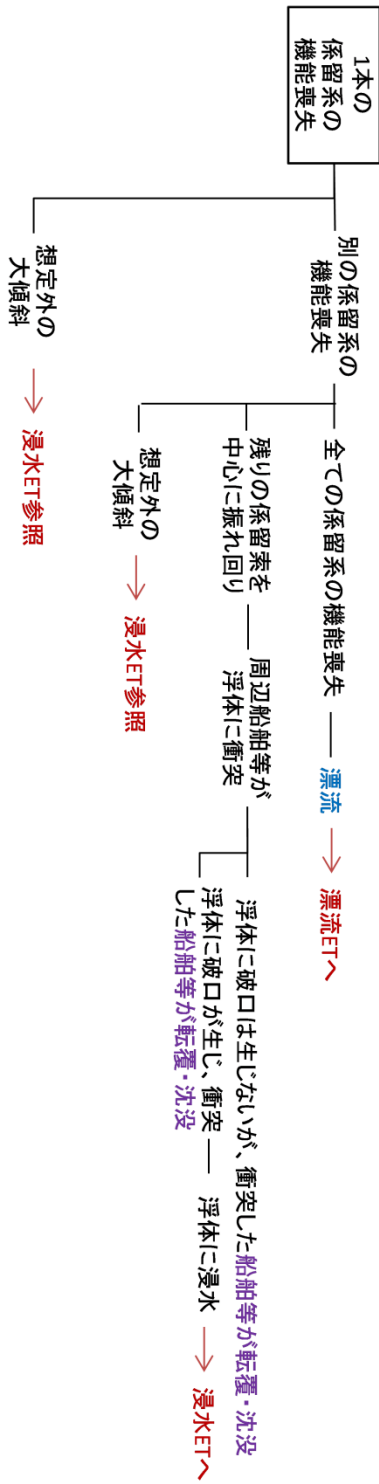 1本の
係留系の
機能喪失
別の係留系の
機能喪失
全ての係留系の機能喪失
漂流
漂流ETへ
残りの係留索を
中心に振れ回り
周辺船舶等が
浮体に衝突
浮体に破口は生じないが、衝突した船舶等が転覆・沈没
浮体に破口が生じ、衝突
した船舶等が転覆・沈没
浮体に浸水
浸水ETへ
想定外の
大傾斜
浸水ET参照
想定外の
大傾斜
浸水ET参照